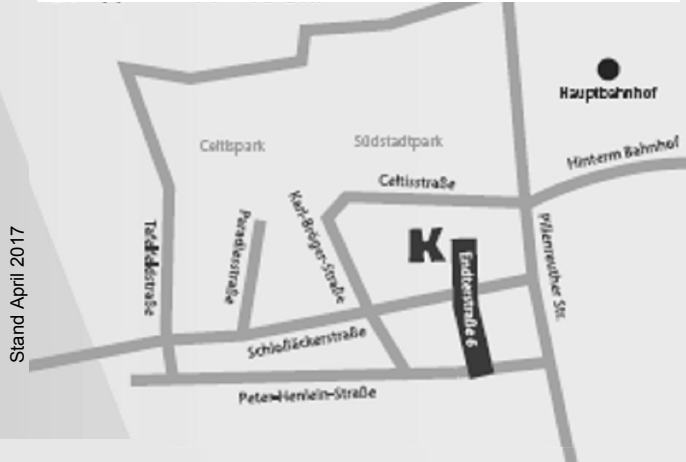 Hauptbahnhof
Celtispark
Südstadtpark
Hinterm Bahnhof
Celtisstraße
Karl-Bröger-Straße
Paradiesstraße
Tafelfeldstraße
Pillenreuther Str.
K
Endterstraße 6
Stand April 2017
Schloßäckerstraße
Peter-Henlein-Straße